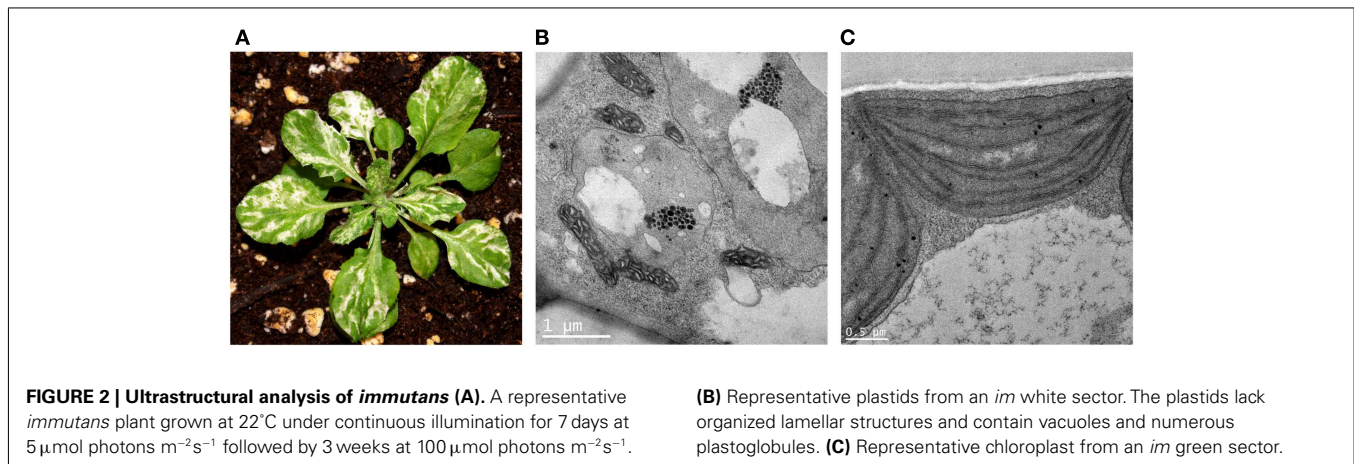 A
B
C
1 µm
0.5 µm
FIGURE 2 | Ultrastructural analysis of immutans (A). A representative
immutans plant grown at 22°C under continuous illumination for 7 days at
5 µmol photons m⁻²s⁻¹ followed by 3 weeks at 100 µmol photons m⁻²s⁻¹.
(B) Representative plastids from an im white sector. The plastids lack
organized lamellar structures and contain vacuoles and numerous
plastoglobules. (C) Representative chloroplast from an im green sector.